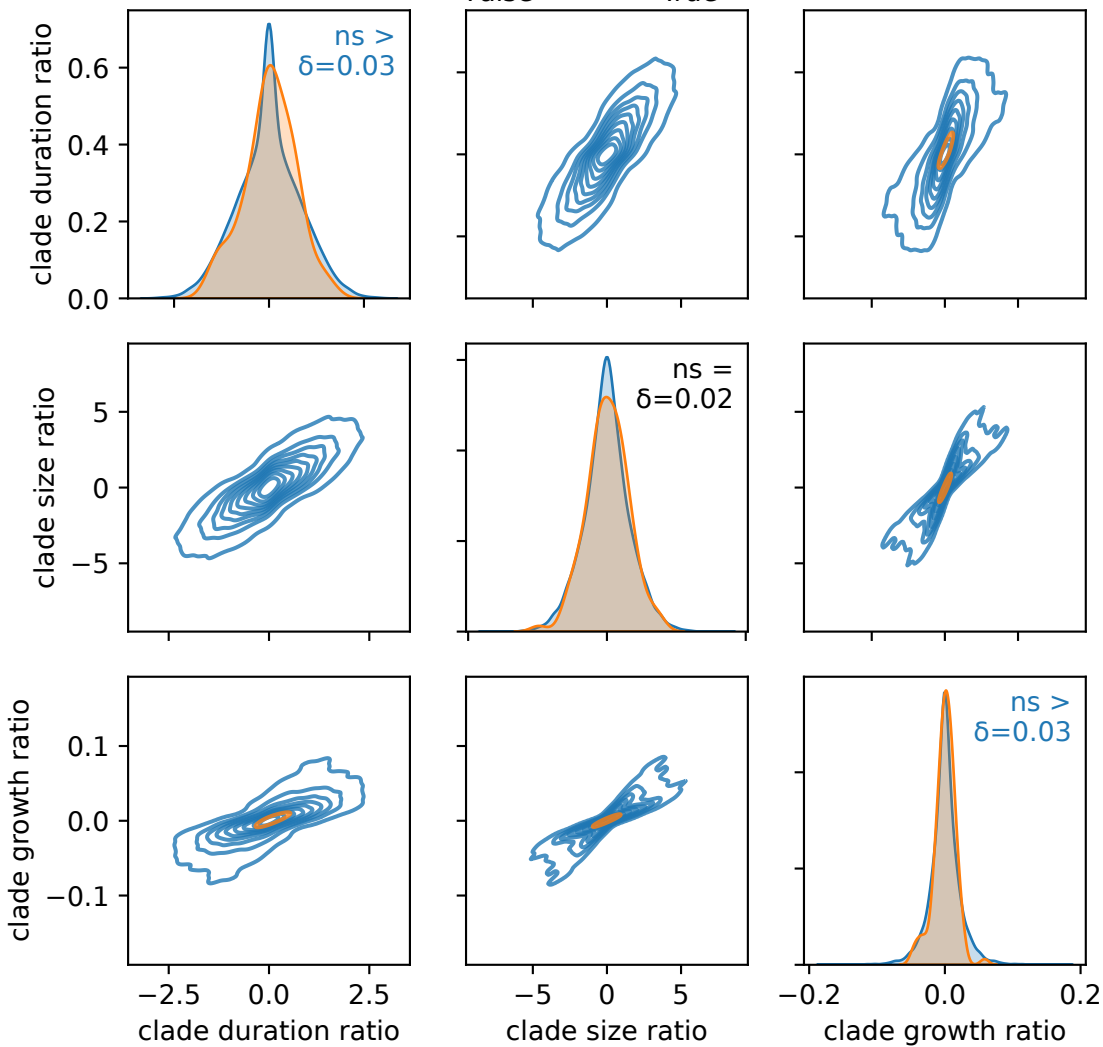 clade duration ratio
0.6
0.4
0.2
0.0
ns >
δ=0.03
clade size ratio
5
0
−5
ns =
δ=0.02
clade growth ratio
0.1
0.0
−0.1
ns >
δ=0.03
−2.5 0.0 2.5 −5 0 5 −0.2 0.0 0.2
clade duration ratio clade size ratio clade growth ratio